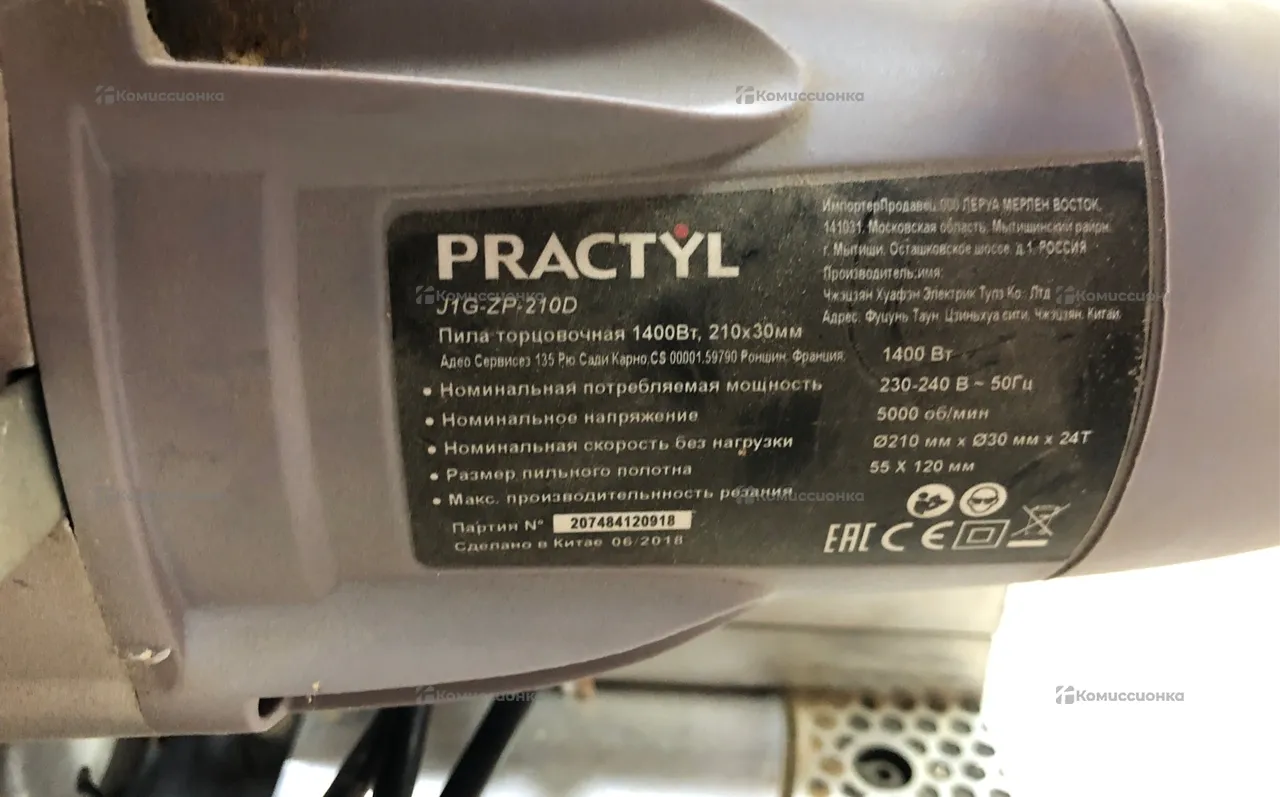 Комиссионка
Комиссионка
PRACTYL
J1G-ZP-210D
Пила торцовочная 1400Вт, 210х30мм
Адео Сервисез 135 Рю Сади Карно,CS 00001.59790 Роншин. Франция.
• Номинальная потребляемая мощность
• Номинальное напряжение
• Номинальная скорость без нагрузки
• Размер пильного полотна
• Макс. производительнность резания
Партия N° 207484120918
Сделано в Китае 06/2018
ИмпортерПродавец:ООО ЛЕРУА МЕРЛЕН ВОСТОК,
141031, Московская область, Мытищинский район,
г. Мытищи, Осташковское шоссе, д.1, РОССИЯ
Производитель:имя:
Чжэцзян Хуафэн Электрик Тулз Ко., Лтд
Адрес: Фуцунь Таун, Цзиньхуа сити, Чжэцзян, Китай.
1400 Вт
230-240 В ~ 50Гц
5000 об/мин
Ø210 мм x Ø30 мм x 24T
55 X 120 мм
EAC CE
Комиссионка
Комиссионка
Комиссионка
Комиссионка
Комиссионка
Комиссионка